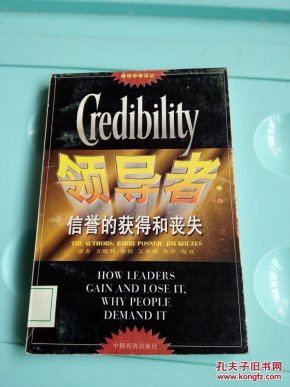 Credibility
领导者:
信誉的获得和丧失
THE AUTHORS: BARRY POSNER JIM KOUZES
HOW LEADERS
GAIN AND LOSE IT,
WHY PEOPLE
DEMAND IT
中国经济出版社
孔夫子旧书网